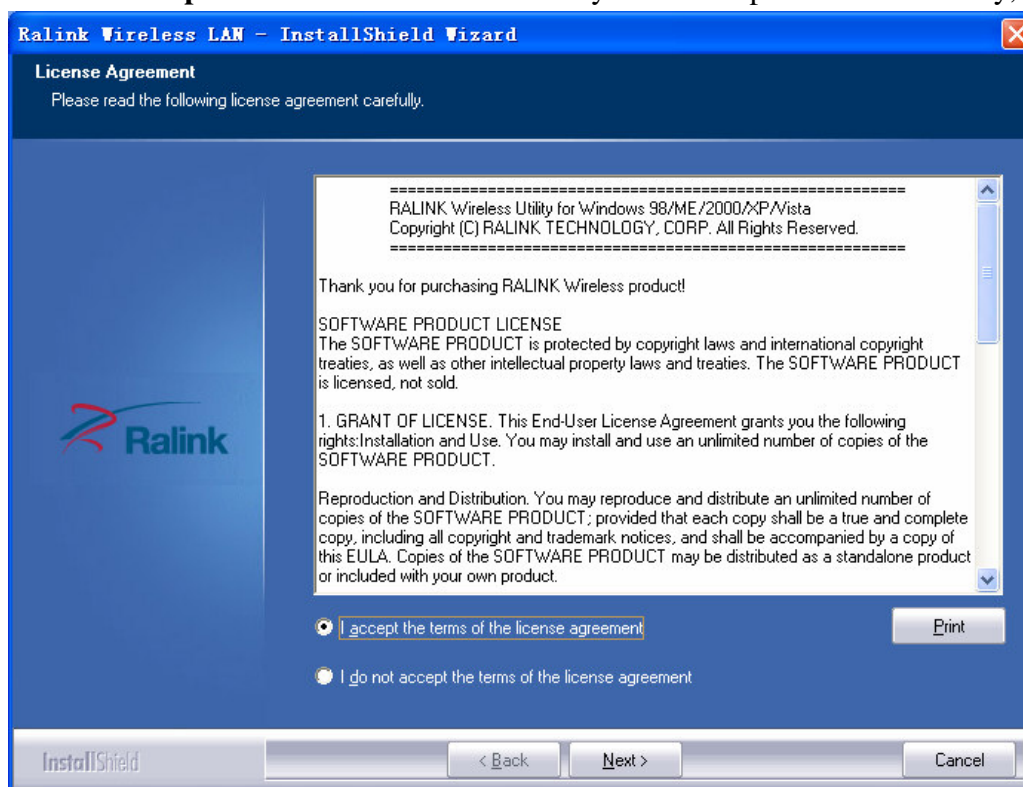 Ralink Wireless LAN - InstallShield Wizard
License Agreement
Please read the following license agreement carefully.
==========================================================
RALINK Wireless Utility for Windows 98/ME/2000/XP/Vista
Copyright (C) RALINK TECHNOLOGY, CORP. All Rights Reserved.
==========================================================
Thank you for purchasing RALINK Wireless product!
SOFTWARE PRODUCT LICENSE
The SOFTWARE PRODUCT is protected by copyright laws and international copyright
treaties, as well as other intellectual property laws and treaties. The SOFTWARE PRODUCT
is licensed, not sold.
1. GRANT OF LICENSE. This End-User License Agreement grants you the following
rights:Installation and Use. You may install and use an unlimited number of copies of the
SOFTWARE PRODUCT.
Reproduction and Distribution. You may reproduce and distribute an unlimited number of
copies of the SOFTWARE PRODUCT; provided that each copy shall be a true and complete
copy, including all copyright and trademark notices, and shall be accompanied by a copy of
this EULA. Copies of the SOFTWARE PRODUCT may be distributed as a standalone product
or included with your own product.
Ralink
I accept the terms of the license agreement
Print
I do not accept the terms of the license agreement
InstallShield
< Back
Next >
Cancel